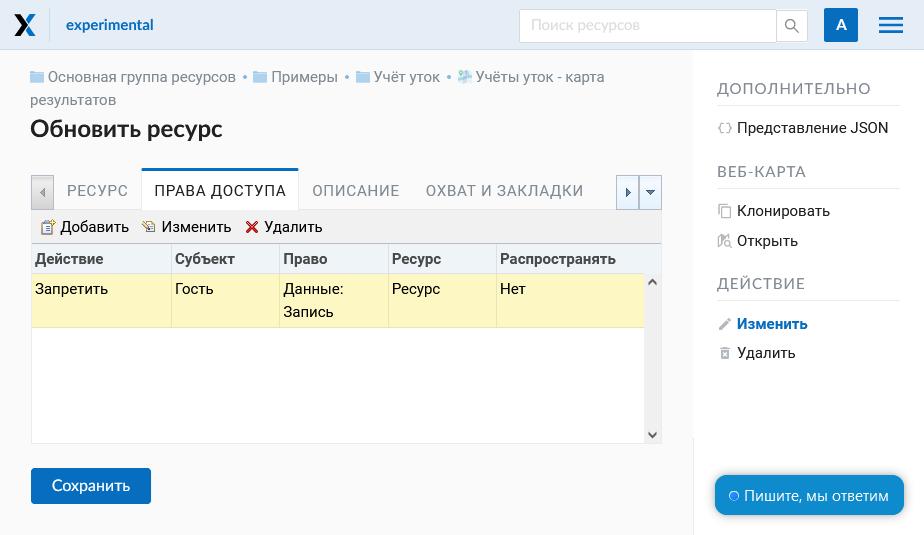 experimental
Поиск ресурсов
A
Основная группа ресурсов • Примеры • Учёт уток • Учёты уток - карта
результатов
Обновить ресурс
РЕСУРС ПРАВА ДОСТУПА ОПИСАНИЕ ОХВАТ И ЗАКЛАДКИ
Добавить Изменить Удалить
Действие Субъект Право Ресурс Распространять
Запретить Гость Данные: Ресурс Нет
Запись
Сохранить
ДОПОЛНИТЕЛЬНО
Представление JSON
ВЕБ-КАРТА
Клонировать
Открыть
ДЕЙСТВИЕ
Изменить
Удалить
Пишите, мы ответим